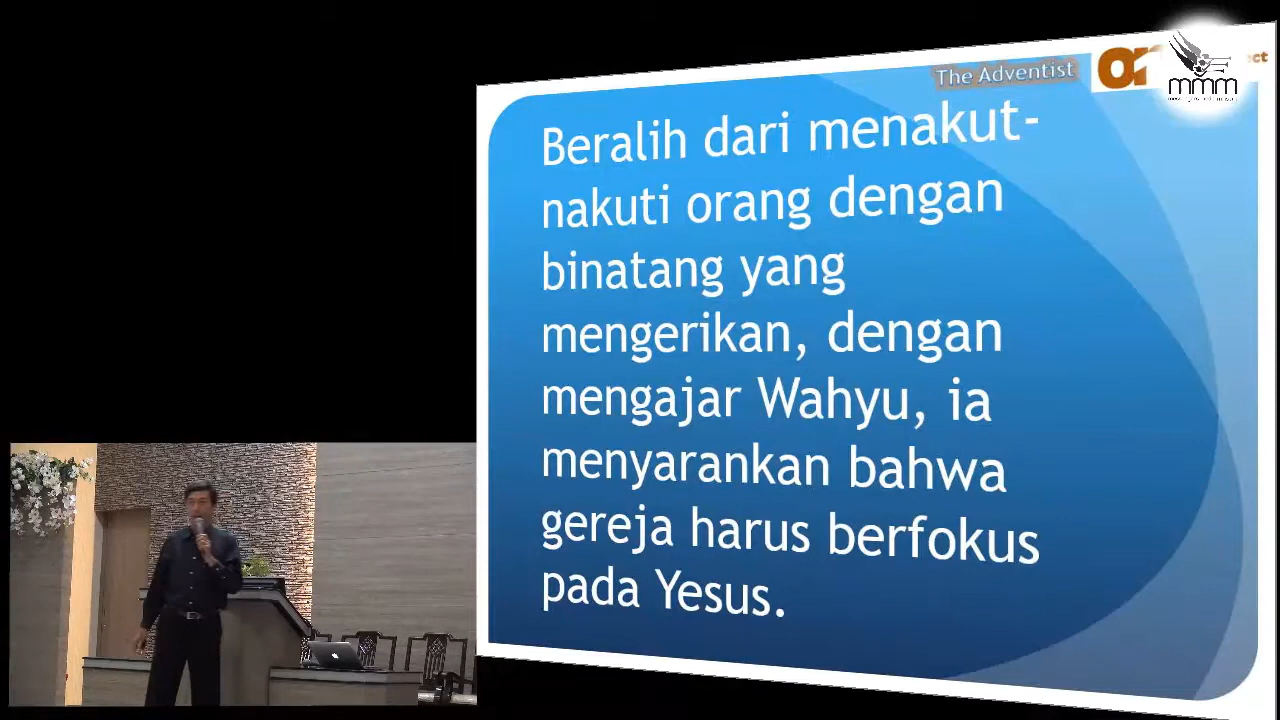 The Adventist
mmm
Beralih dari menakut-
nakuti orang dengan
binatang yang
mengerikan, dengan
mengajar Wahyu, ia
menyarankan bahwa
gereja harus berfokus
pada Yesus.